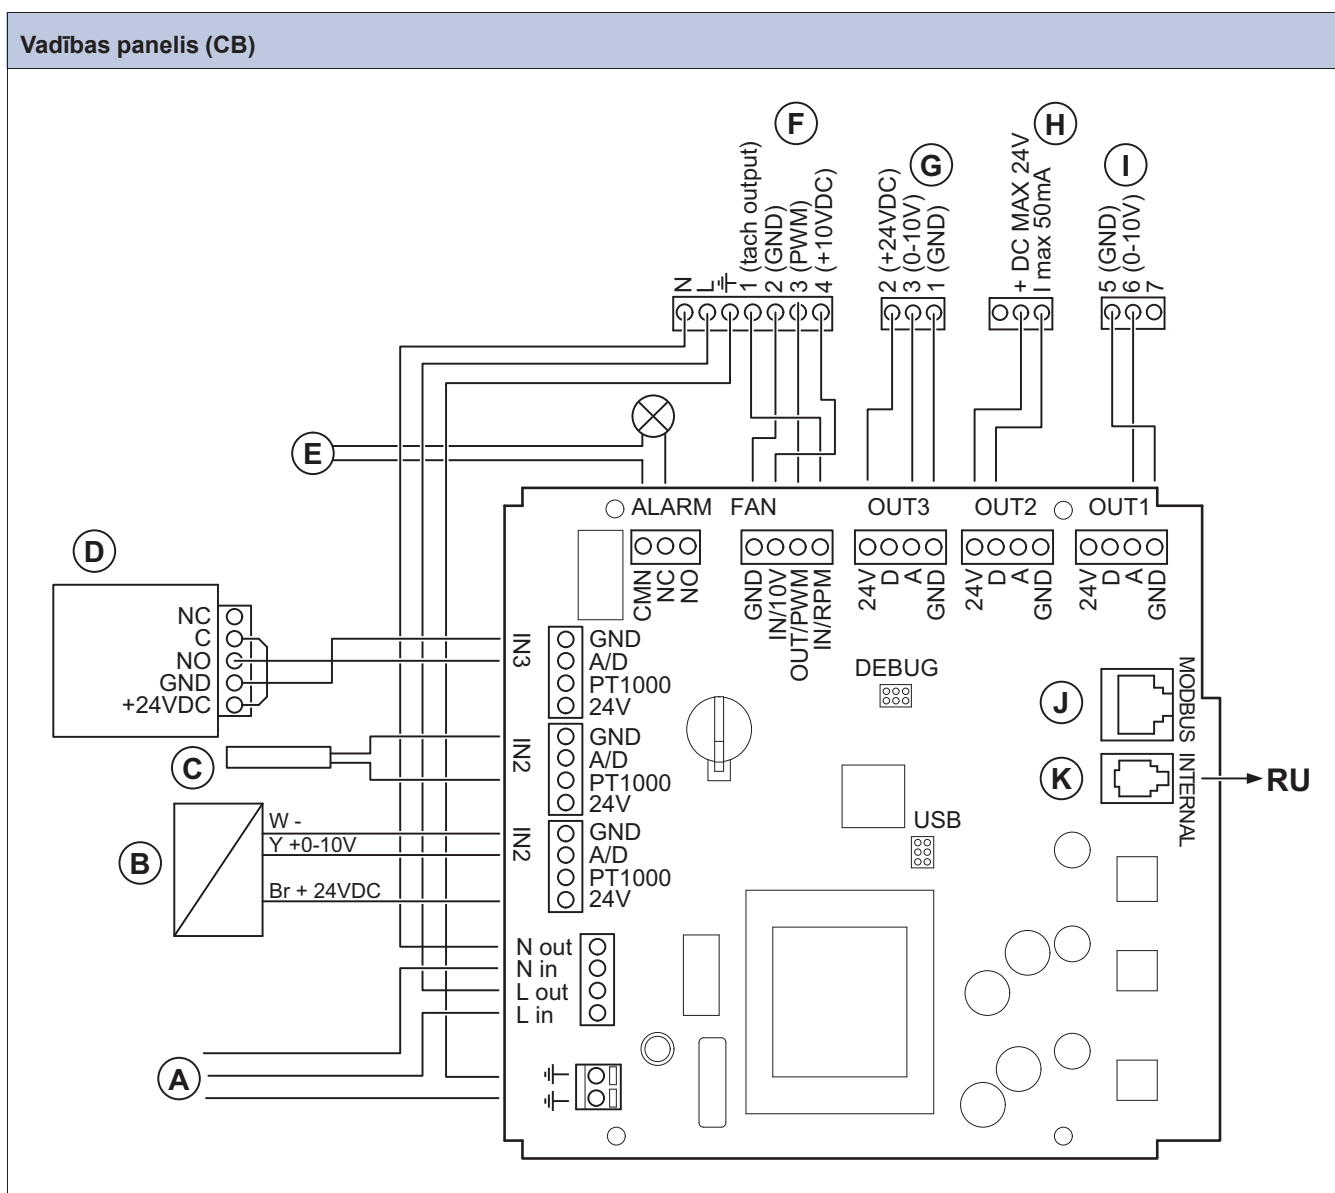 Vadības panelis (CB)
F
H
G
I
N
L
1 (tach output)
2 (GND)
3 (PWM)
4 (+10VDC)
2 (+24VDC)
3 (0-10V)
1 (GND)
+ DC MAX 24V
I max 50mA
5 (GND)
6 (0-10V)
7
E
ALARM
FAN
OUT3
OUT2
OUT1
CMN
NC
NO
GND
IN/10V
OUT/PWM
IN/RPM
24V
D
A
GND
24V
D
A
GND
24V
D
A
GND
D
NC
C
NO
GND
+24VDC
IN3
GND
A/D
PT1000
24V
DEBUG
J
MODBUS
C
IN2
GND
A/D
PT1000
24V
K
INTERNAL
RU
B
W -
Y +0-10V
Br + 24VDC
IN2
GND
A/D
PT1000
24V
USB
N out
N in
L out
L in
A